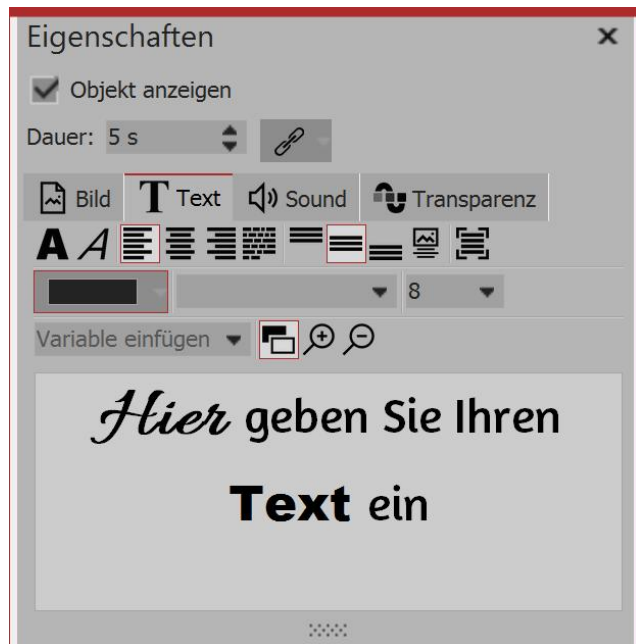 Eigenschaften
Objekt anzeigen
Dauer: 5 s
Bild Text Sound Transparenz
A A
8
Variable einfügen
Hier geben Sie Ihren
Text ein